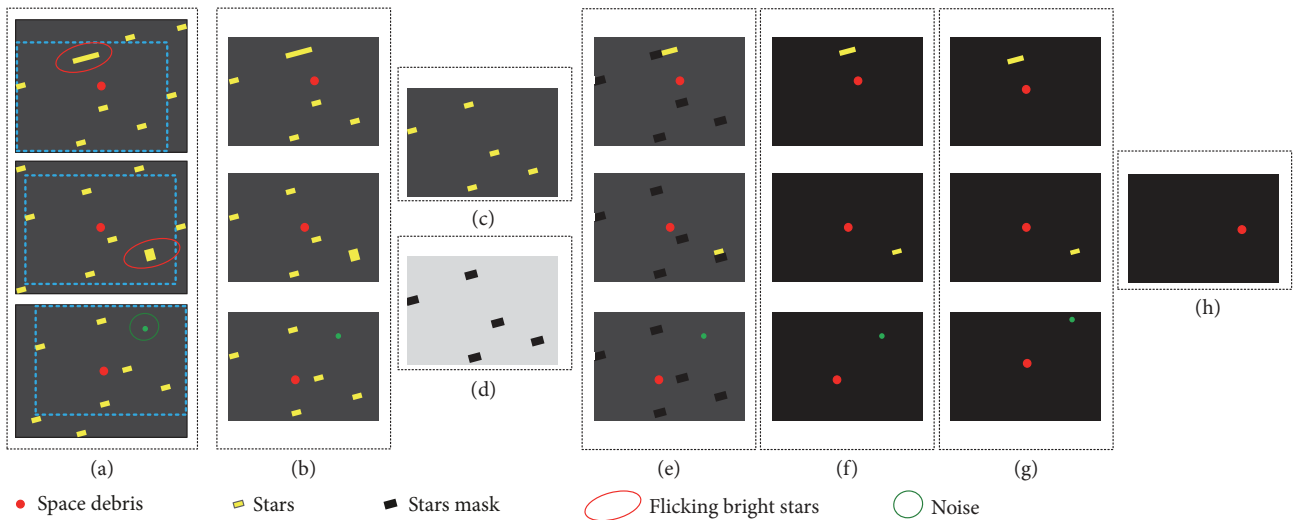 (a)
(b)
(c)
(d)
(e)
(f)
(g)
(h)
Space debris
Stars
Stars mask
Flicking bright stars
Noise